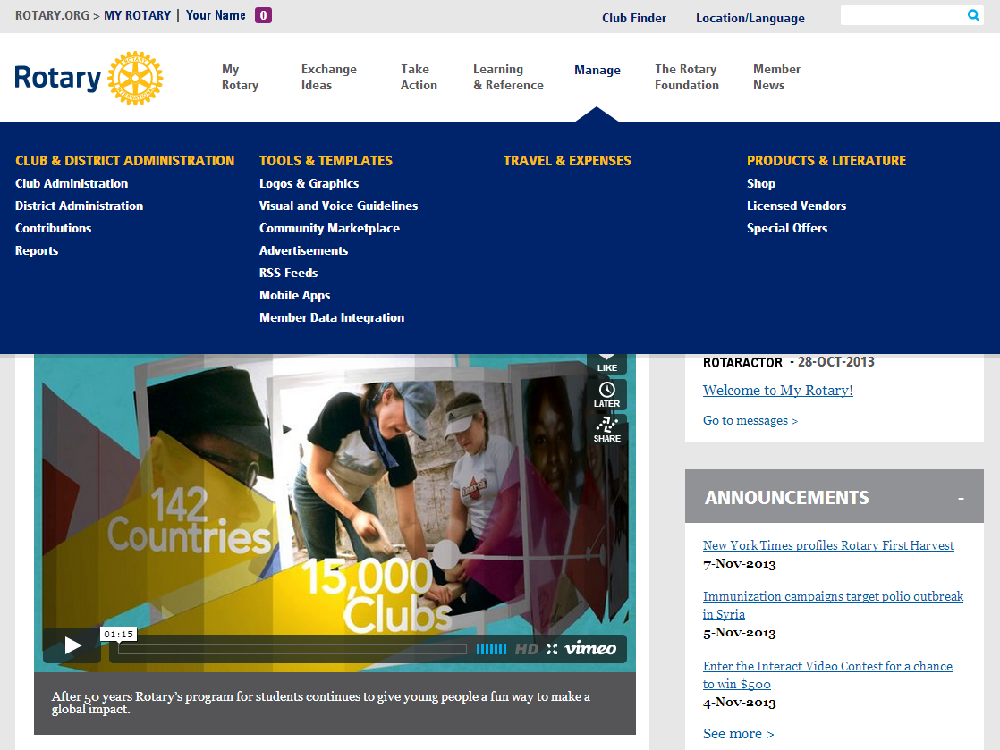 ROTARY.ORG > MY ROTARY | Your Name 0
Club Finder
Location/Language
Rotary
ROTARY
INTERNATIONAL
My
Rotary
Exchange
Ideas
Take
Action
Learning
& Reference
Manage
The Rotary
Foundation
Member
News
CLUB & DISTRICT ADMINISTRATION
Club Administration
District Administration
Contributions
Reports
TOOLS & TEMPLATES
Logos & Graphics
Visual and Voice Guidelines
Community Marketplace
Advertisements
RSS Feeds
Mobile Apps
Member Data Integration
TRAVEL & EXPENSES
PRODUCTS & LITERATURE
Shop
Licensed Vendors
Special Offers
LIKE
LATER
SHARE
142
Countries
15,000
Clubs
01:15
HD
vimeo
After 50 years Rotary's program for students continues to give young people a fun way to make a
global impact.
ROTARACTOR - 28-OCT-2013
Welcome to My Rotary!
Go to messages >
ANNOUNCEMENTS -
New York Times profiles Rotary First Harvest
7-Nov-2013
Immunization campaigns target polio outbreak
in Syria
5-Nov-2013
Enter the Interact Video Contest for a chance
to win $500
4-Nov-2013
See more >